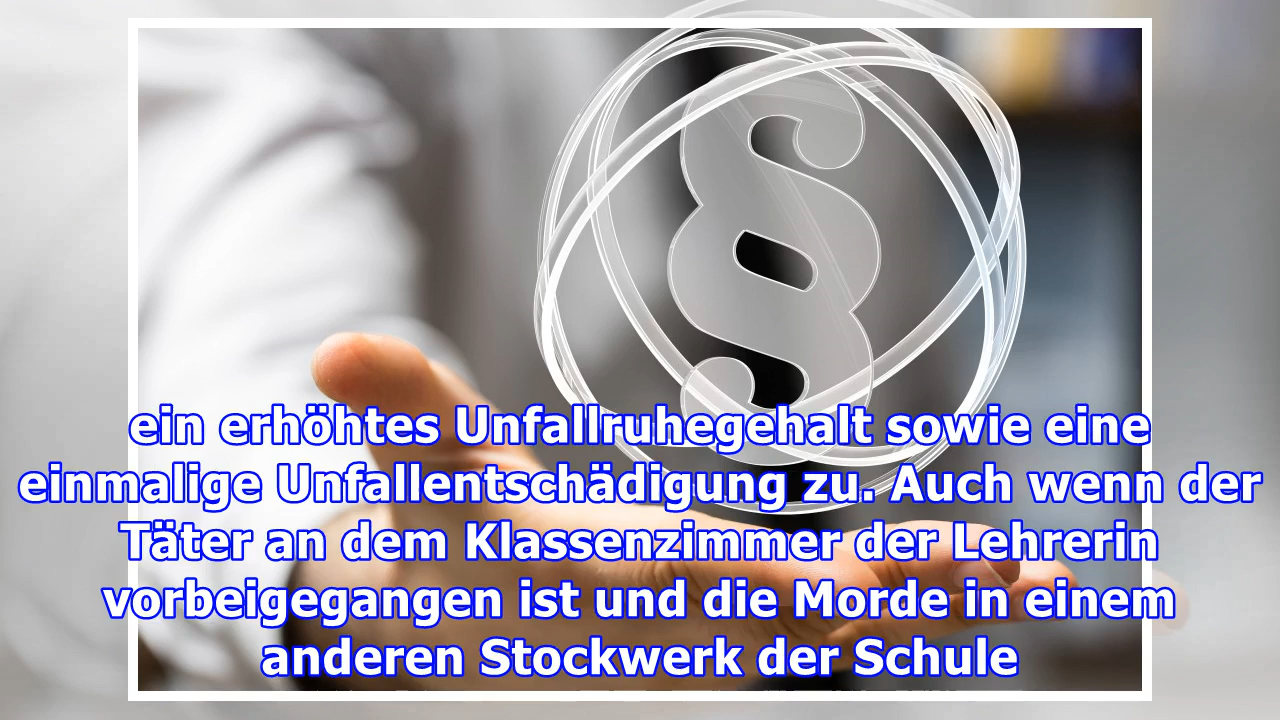 ein erhöhtes Unfallruhegehalt sowie eine
einmalige Unfallentschädigung zu. Auch wenn der
Täter an dem Klassenzimmer der Lehrerin
vorbeigegangen ist und die Morde in einem
anderen Stockwerk der Schule